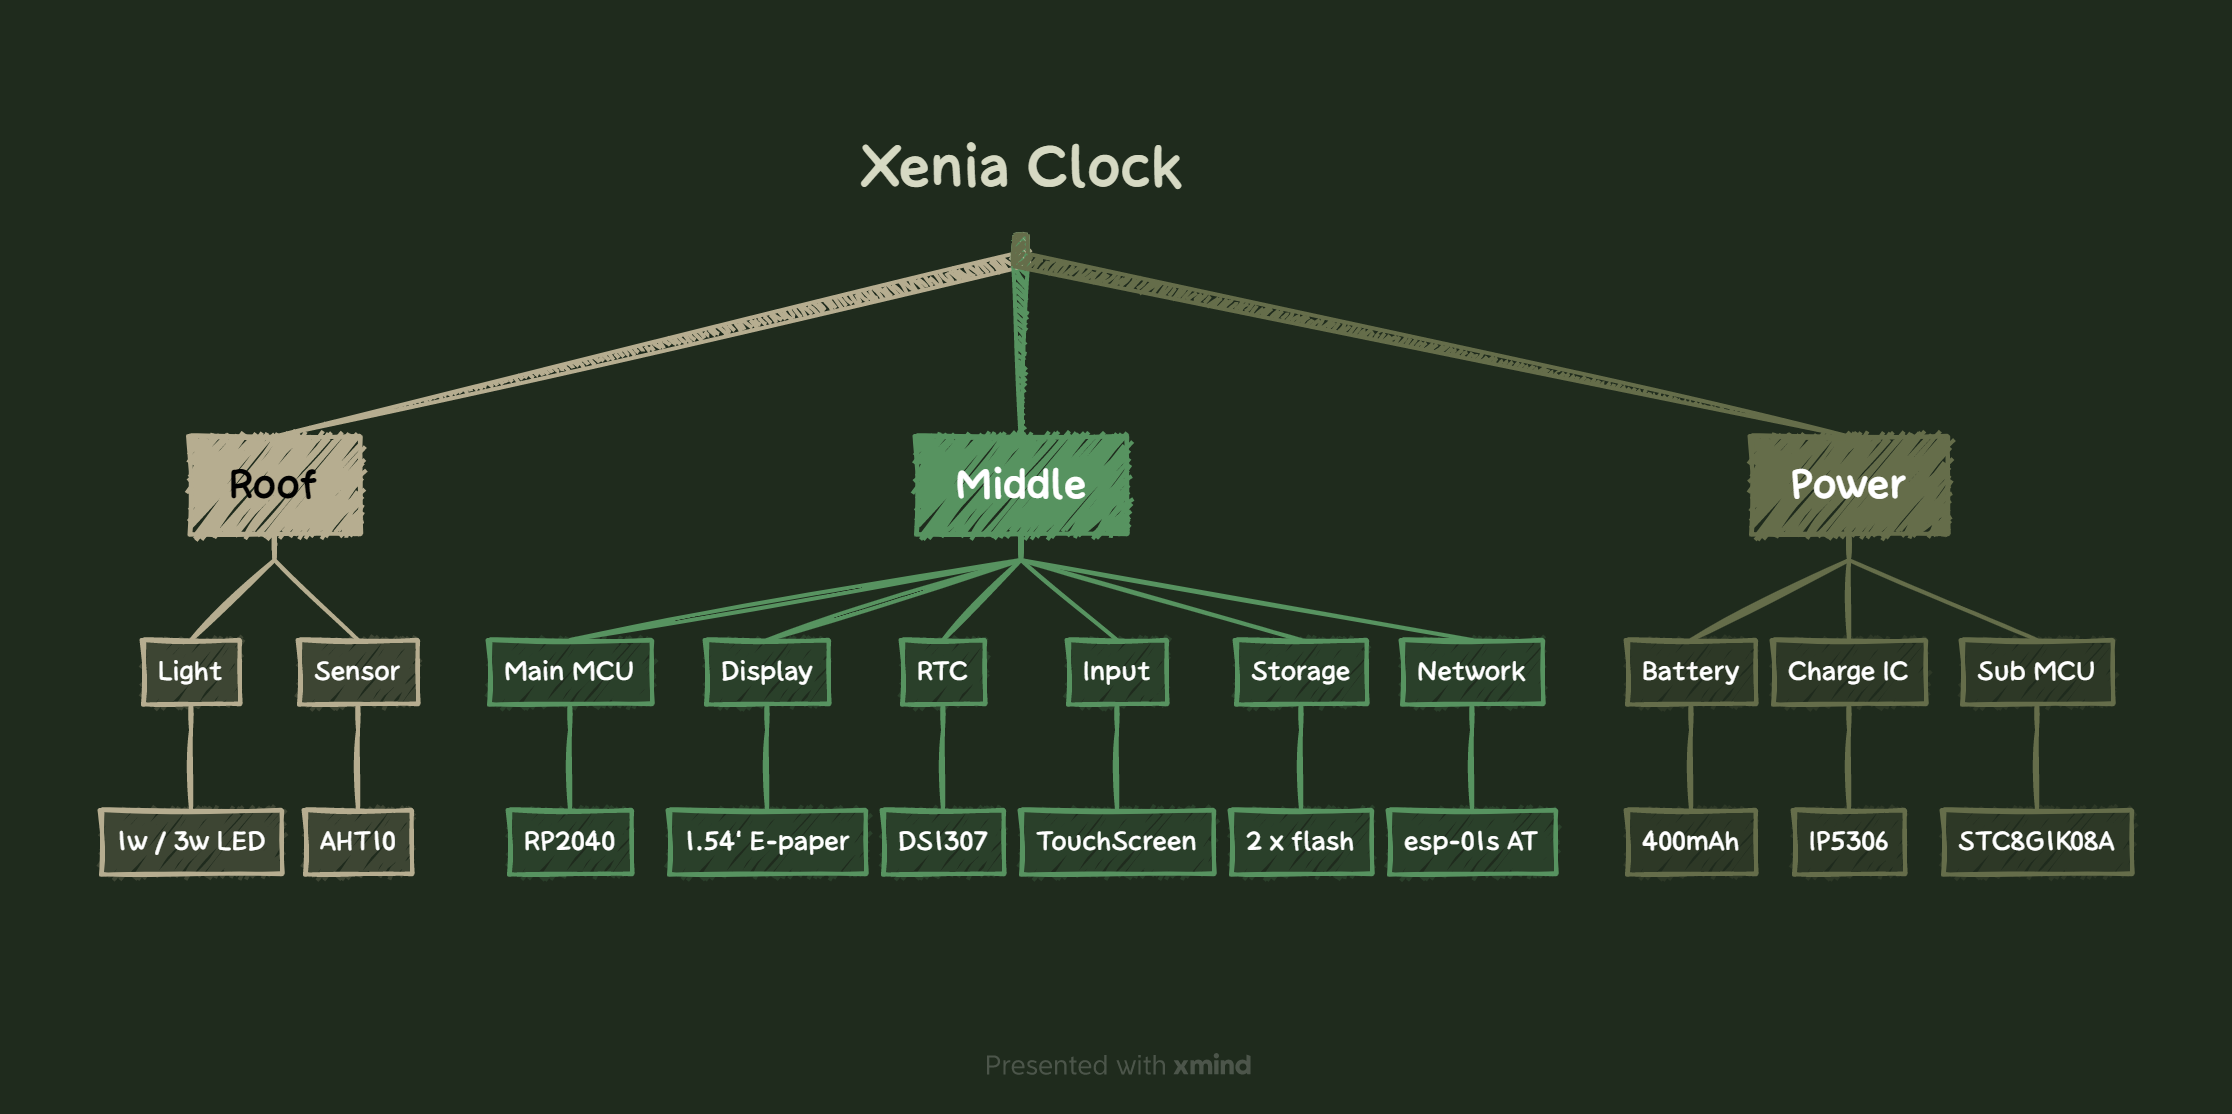 Xenia Clock
Roof
Middle
Power
Light
Sensor
Main MCU
Display
RTC
Input
Storage
Network
Battery
Charge IC
Sub MCU
1w / 3w LED
AHT10
RP2040
1.54' E-paper
DS1307
TouchScreen
2 x flash
esp-01s AT
400mAh
IP5306
STC8G1K08A
Presented with xmind